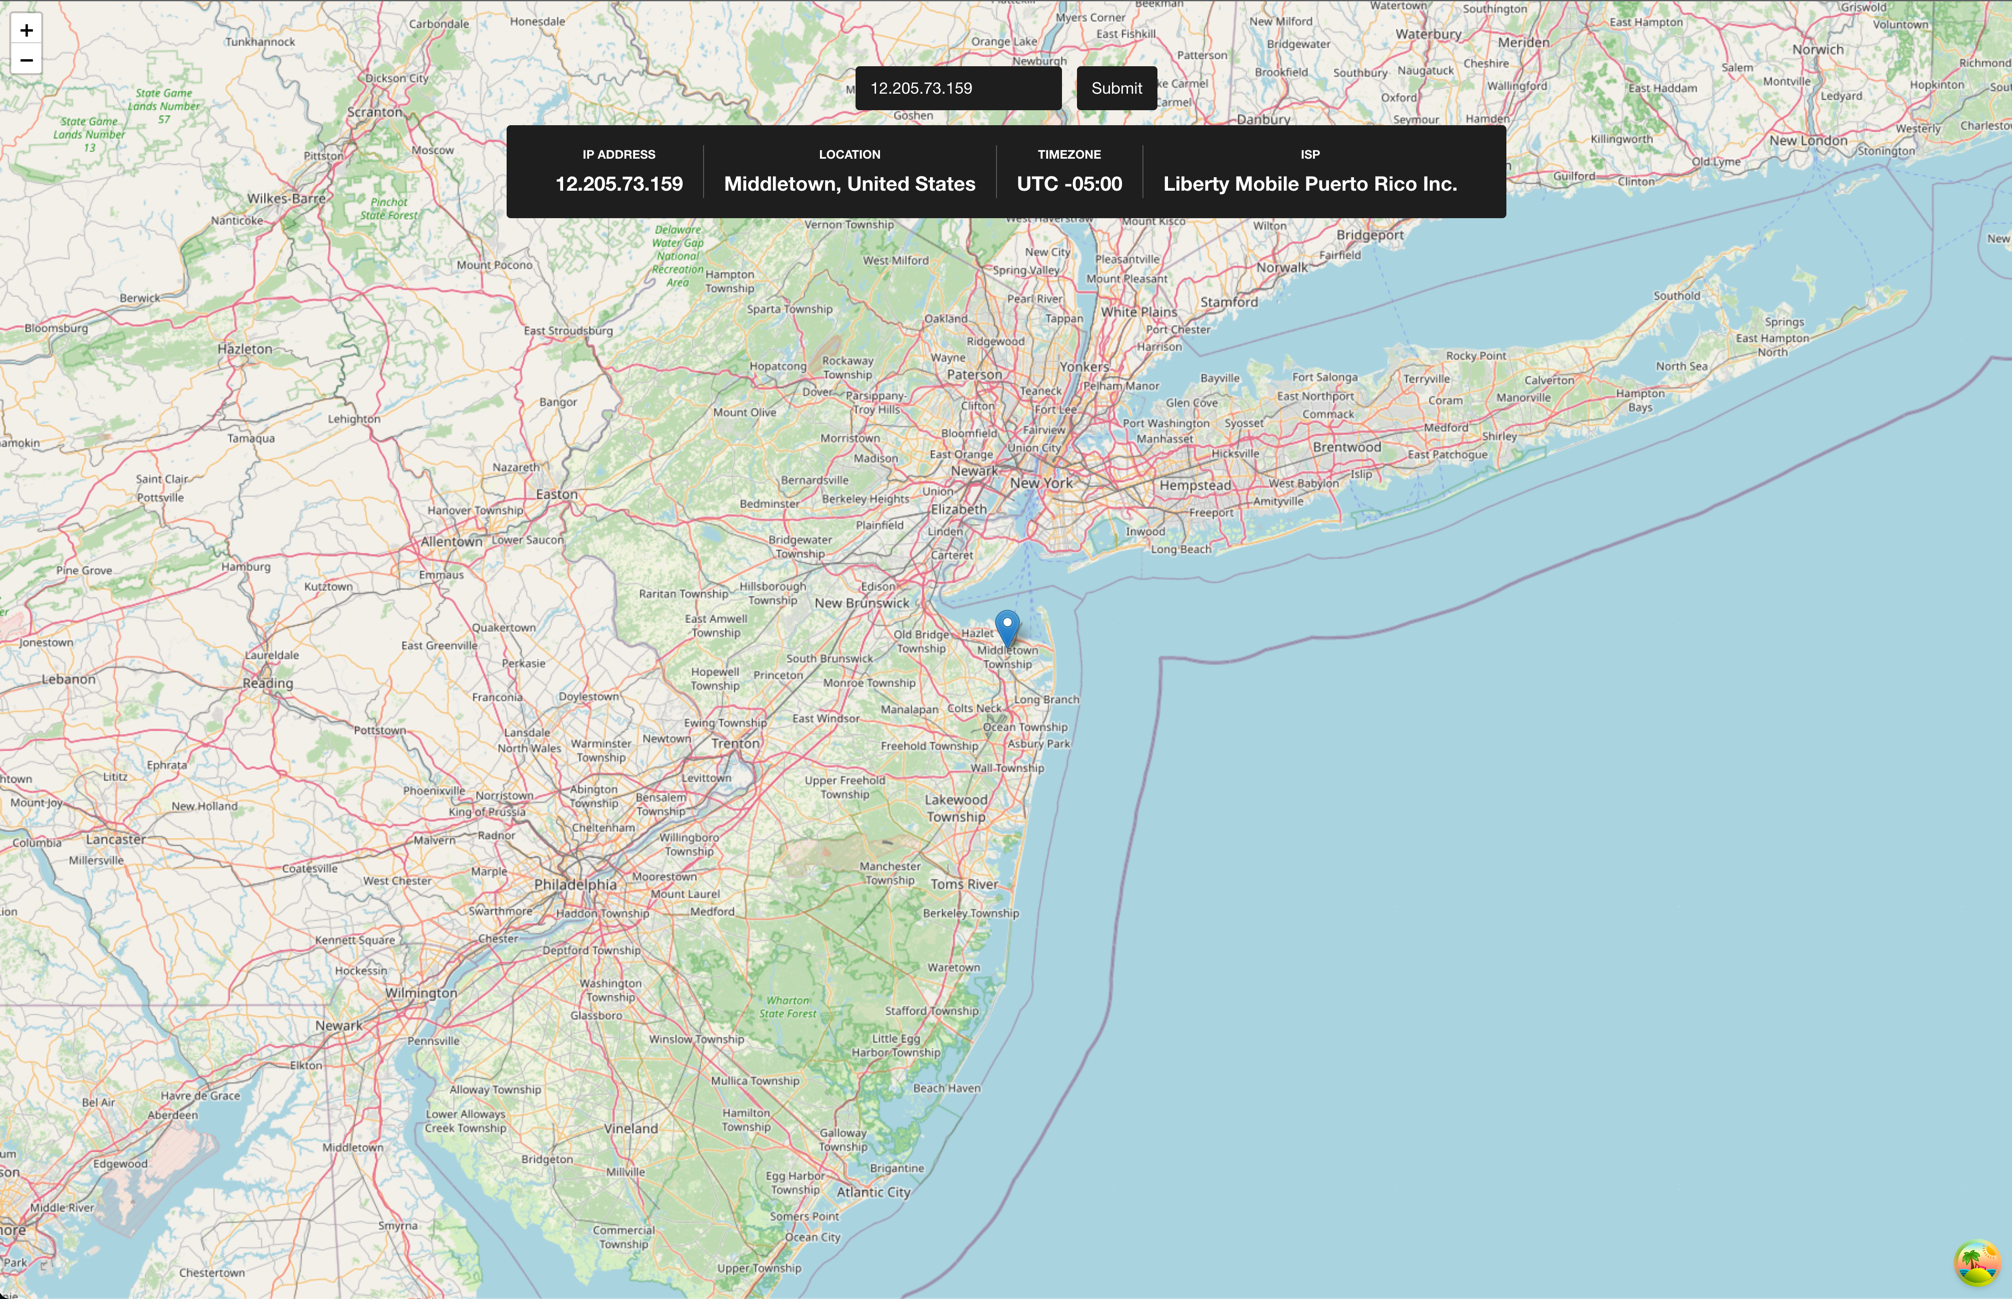 +
−
12.205.73.159
Submit
IP ADDRESS
12.205.73.159
LOCATION
Middletown, United States
TIMEZONE
UTC -05:00
ISP
Liberty Mobile Puerto Rico Inc.
Carbondale
Honesdale
Myers Corner
Beekman
Watertown
Southington
East Hampton
Griswold
Voluntown
Tunkhannock
Orange Lake
East Fishkill
New Milford
Waterbury
Meriden
Norwich
Newburgh
Patterson
Bridgewater
Cheshire
Salem
Richmond
Dickson City
Brookfield
Southbury
Naugatuck
Montville
Hopkinton
State Game
Lands Number
57
Oxford
Wallingford
East Haddam
Ledyard
Scranton
Goshen
Danbury
Seymour
Hamden
State Game
Lands Number
13
Killingworth
New London
Westerly
Charlesto
Pittston
Moscow
Old Lyme
Stonington
Guilford
Clinton
Wilkes-Barre
Pinchot
State Forest
Nanticoke
West Haverstraw
Mount Kisco
Vernon Township
Wilton
Bridgeport
Delaware
Water Gap
National
Recreation
Area
New City
Fairfield
New
West Milford
Pleasantville
Mount Pocono
Hampton
Township
Spring Valley
Norwalk
Mount Pleasant
Berwick
Pearl River
Stamford
Southold
Sparta Township
White Plains
Bloomsburg
Oakland
Tappan
Springs
East Stroudsburg
Port Chester
East Hampton
North
Hazleton
Ridgewood
Harrison
Rockaway
Township
Wayne
Rocky Point
Hopatcong
Paterson
Yonkers
North Sea
Bayville
Fort Salonga
Terryville
Calverton
Teaneck
Pelham Manor
Dover
Parsippany-
Troy Hills
East Northport
Coram
Manorville
Hampton
Bays
Bangor
Clifton
Fort Lee
Glen Cove
Commack
Mount Olive
Lehighton
Port Washington
Syosset
Medford
Bloomfield
Fairview
Shirley
Tamaqua
Morristown
Manhasset
Brentwood
Union City
East Orange
Hicksville
East Patchogue
Madison
Nazareth
Newark
Islip
Saint Clair
Bernardsville
New York
Hempstead
West Babylon
Pottsville
Easton
Union
Berkeley Heights
Amityville
Bedminster
Hanover Township
Elizabeth
Freeport
Plainfield
Linden
Inwood
Allentown
Lower Saucon
Bridgewater
Township
Long Beach
Carteret
Pine Grove
Hamburg
Emmaus
Kutztown
Hillsborough
Township
Edison
Raritan Township
New Brunswick
East Amwell
Township
Quakertown
Old Bridge
Township
Hazlet
Jonestown
East Greenville
Middletown
Township
Laureldale
Perkasie
South Brunswick
Lebanon
Reading
Hopewell
Township
Princeton
Monroe Township
Franconia
Doylestown
Long Branch
Manalapan
Colts Neck
East Windsor
Ewing Township
Pottstown
Lansdale
Ocean Township
North Wales
Warminster
Township
Newtown
Trenton
Freehold Township
Asbury Park
Ephrata
Wall Township
htown
Lititz
Levittown
Upper Freehold
Township
Phoenixville
Norristown
Abington
Township
Bensalem
Township
Mount Joy
New Holland
King of Prussia
Lakewood
Township
Cheltenham
Columbia
Lancaster
Malvern
Radnor
Willingboro
Township
Millersville
Coatesville
Marple
Moorestown
Manchester
Township
West Chester
Philadelphia
Mount Laurel
Toms River
Swarthmore
Haddon Township
Medford
Berkeley Township
Kennett Square
Chester
Deptford Township
Hockessin
Waretown
Washington
Township
Wilmington
Wharton
State Forest
Glassboro
Stafford Township
Newark
Pennsville
Winslow Township
Little Egg
Harbor Township
Elkton
Mullica Township
Alloway Township
Beach Haven
Havre de Grace
Bel Air
Aberdeen
Lower Alloways
Creek Township
Hamilton
Township
Vineland
Galloway
Township
Middletown
Edgewood
Bridgeton
Millville
Brigantine
Egg Harbor
Township
Atlantic City
Middle River
Smyrna
Somers Point
Commercial
Township
Ocean City
Park
Upper Township
Chestertown